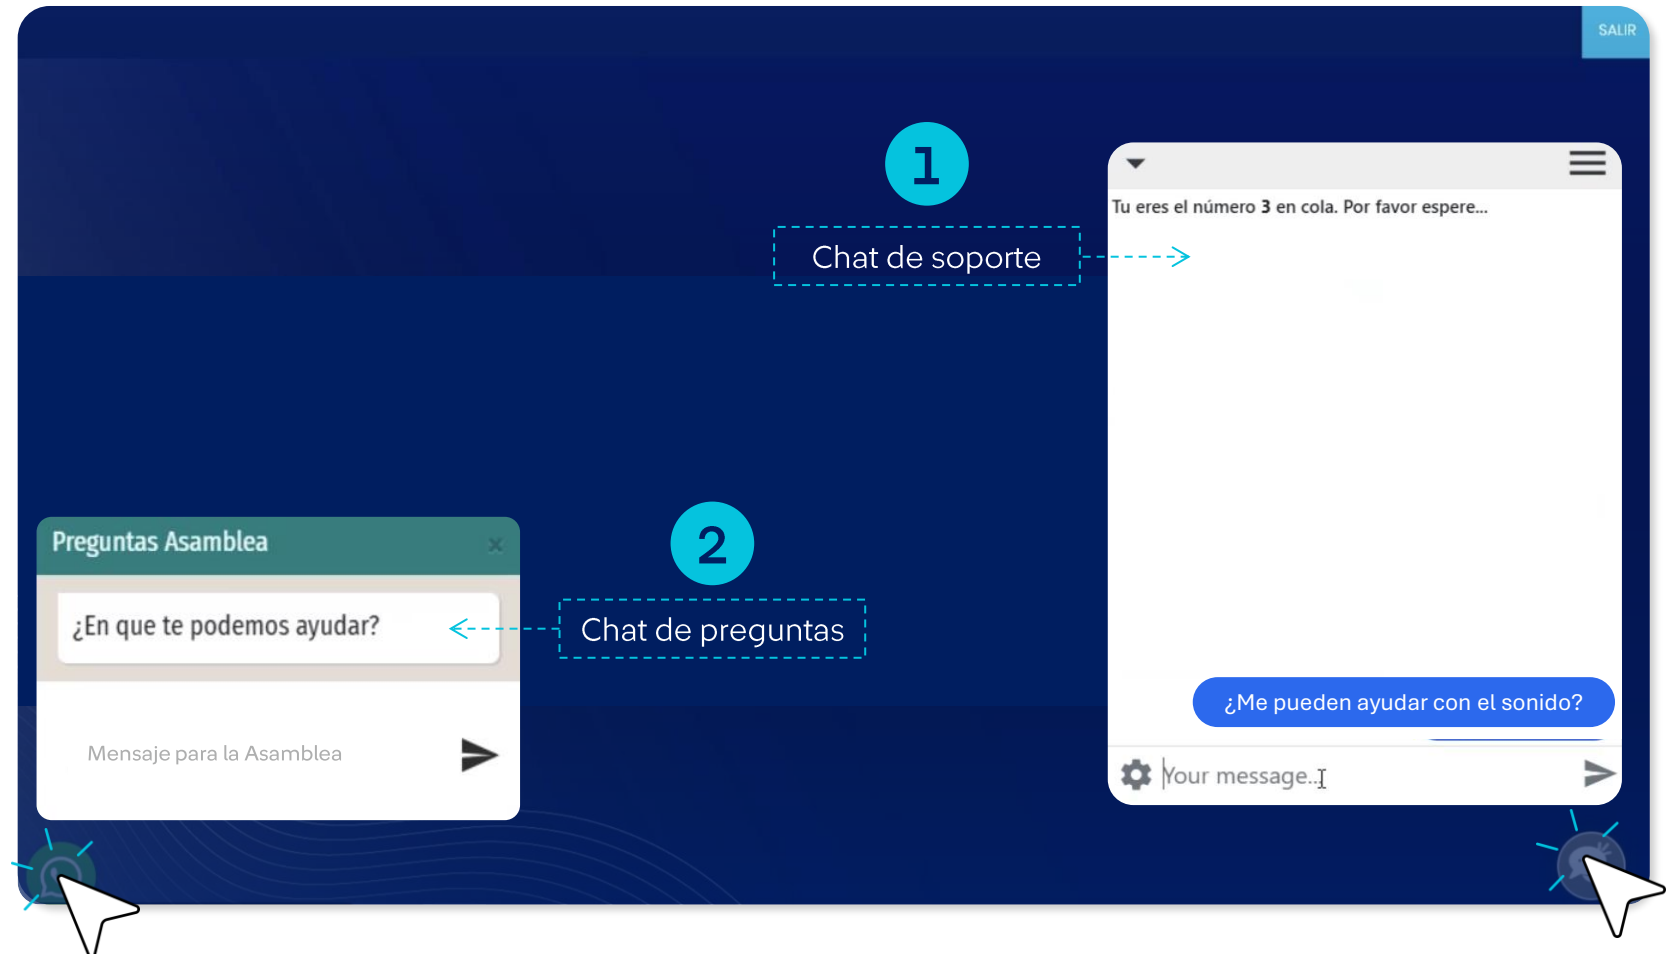 SALIR
1
Chat de soporte
Tu eres el número 3 en cola. Por favor espere...
¿Me pueden ayudar con el sonido?
Your message...
2
Chat de preguntas
Preguntas Asamblea
¿En que te podemos ayudar?
Mensaje para la Asamblea